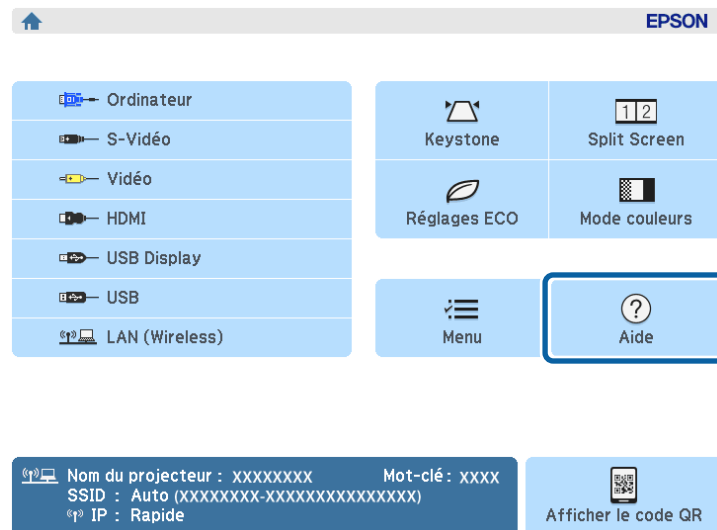 EPSON
Ordinateur
S-Vidéo
Vidéo
HDMI
USB Display
USB
LAN (Wireless)
Keystone
Split Screen
1 2
Réglages ECO
Mode couleurs
Menu
? Aide
Nom du projecteur : XXXXXXXX Mot-clé : XXXX
SSID : Auto (XXXXXXXX-XXXXXXXXXXXXXXX)
IP : Rapide
Afficher le code QR